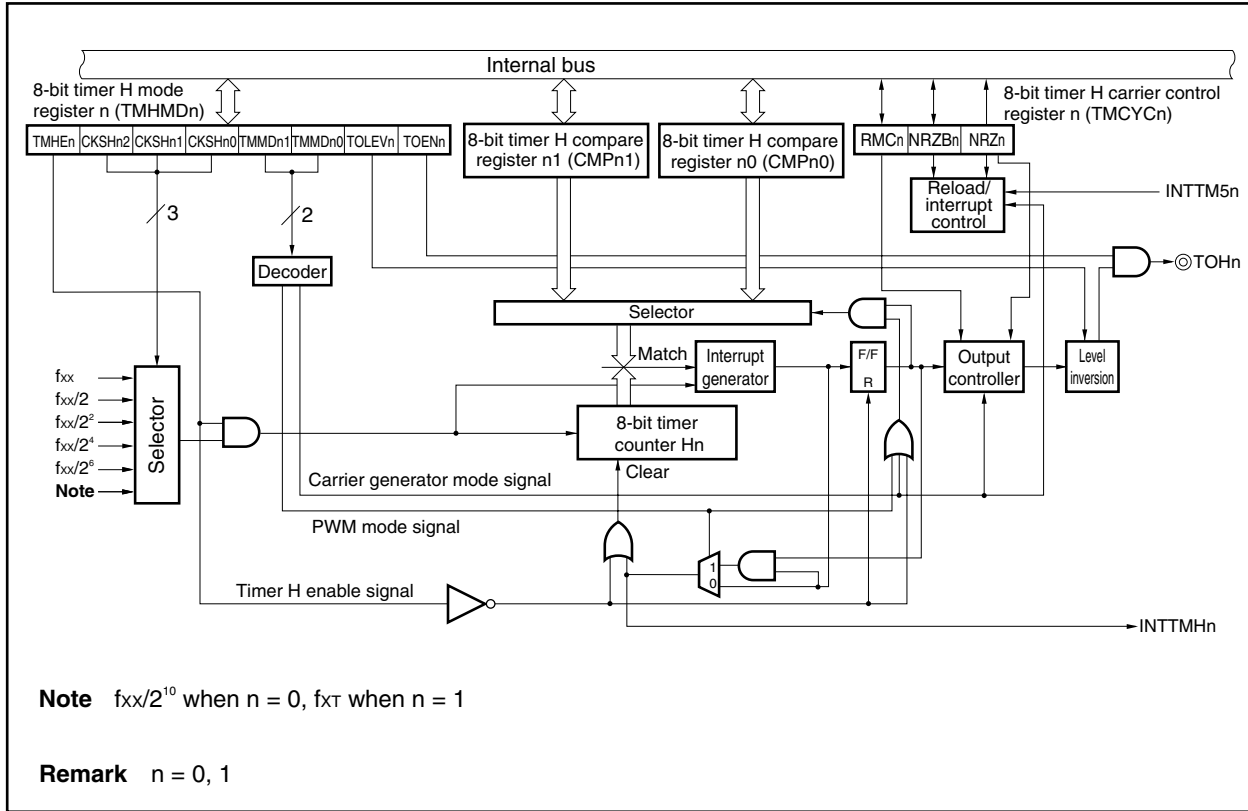 Internal bus
8-bit timer H mode
register n (TMHMDn)
8-bit timer H carrier control
register n (TMCYCn)
TMHEn CKSHn2 CKSHn1 CKSHn0 TMMDn1 TMMDn0 TOLEVn TOENn
8-bit timer H compare
register n1 (CMPn1)
8-bit timer H compare
register n0 (CMPn0)
RMCn NRZBn NRZn
Reload/
interrupt
control
INTTM5n
3
2
Decoder
TOHn
Selector
Match
Interrupt
generator
F/F
R
Output
controller
Level
inversion
fXX
fXX/2
fXX/2²
fXX/2⁴
fXX/2⁶
Note
Selector
8-bit timer
counter Hn
Clear
Carrier generator mode signal
PWM mode signal
1
0
Timer H enable signal
INTTMHn
Note fXX/2¹⁰ when n = 0, fXT when n = 1
Remark n = 0, 1